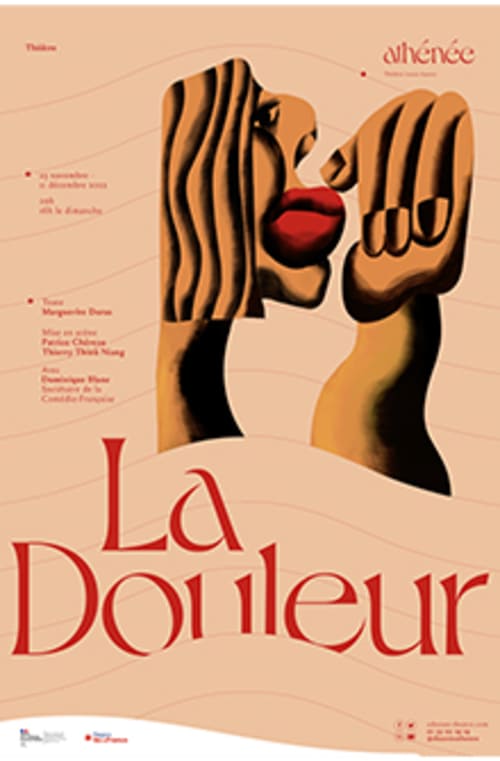 Théâtre
athénée
23 novembre
11 décembre 2022
20h
16h le dimanche
Texte
Marguerite Duras
Mise en scène
Patrice Chéreau
Thierry Thieû Niang
Avec
Dominique Blanc
Sociétaire de la
Comédie-Française
La
Douleur